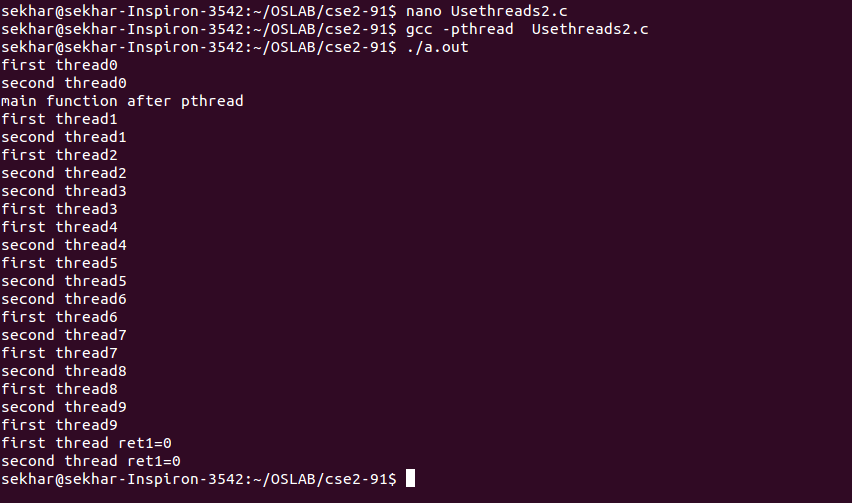 sekhar@sekhar-Inspiron-3542:~/OSLAB/cse2-91$ nano Usethreads2.c
sekhar@sekhar-Inspiron-3542:~/OSLAB/cse2-91$ gcc -pthread  Usethreads2.c
sekhar@sekhar-Inspiron-3542:~/OSLAB/cse2-91$ ./a.out
first thread0
second thread0
main function after pthread
first thread1
second thread1
first thread2
second thread2
second thread3
first thread3
first thread4
second thread4
first thread5
second thread5
second thread6
first thread6
second thread7
first thread7
second thread8
first thread8
second thread9
first thread9
first thread ret1=0
second thread ret1=0
sekhar@sekhar-Inspiron-3542:~/OSLAB/cse2-91$